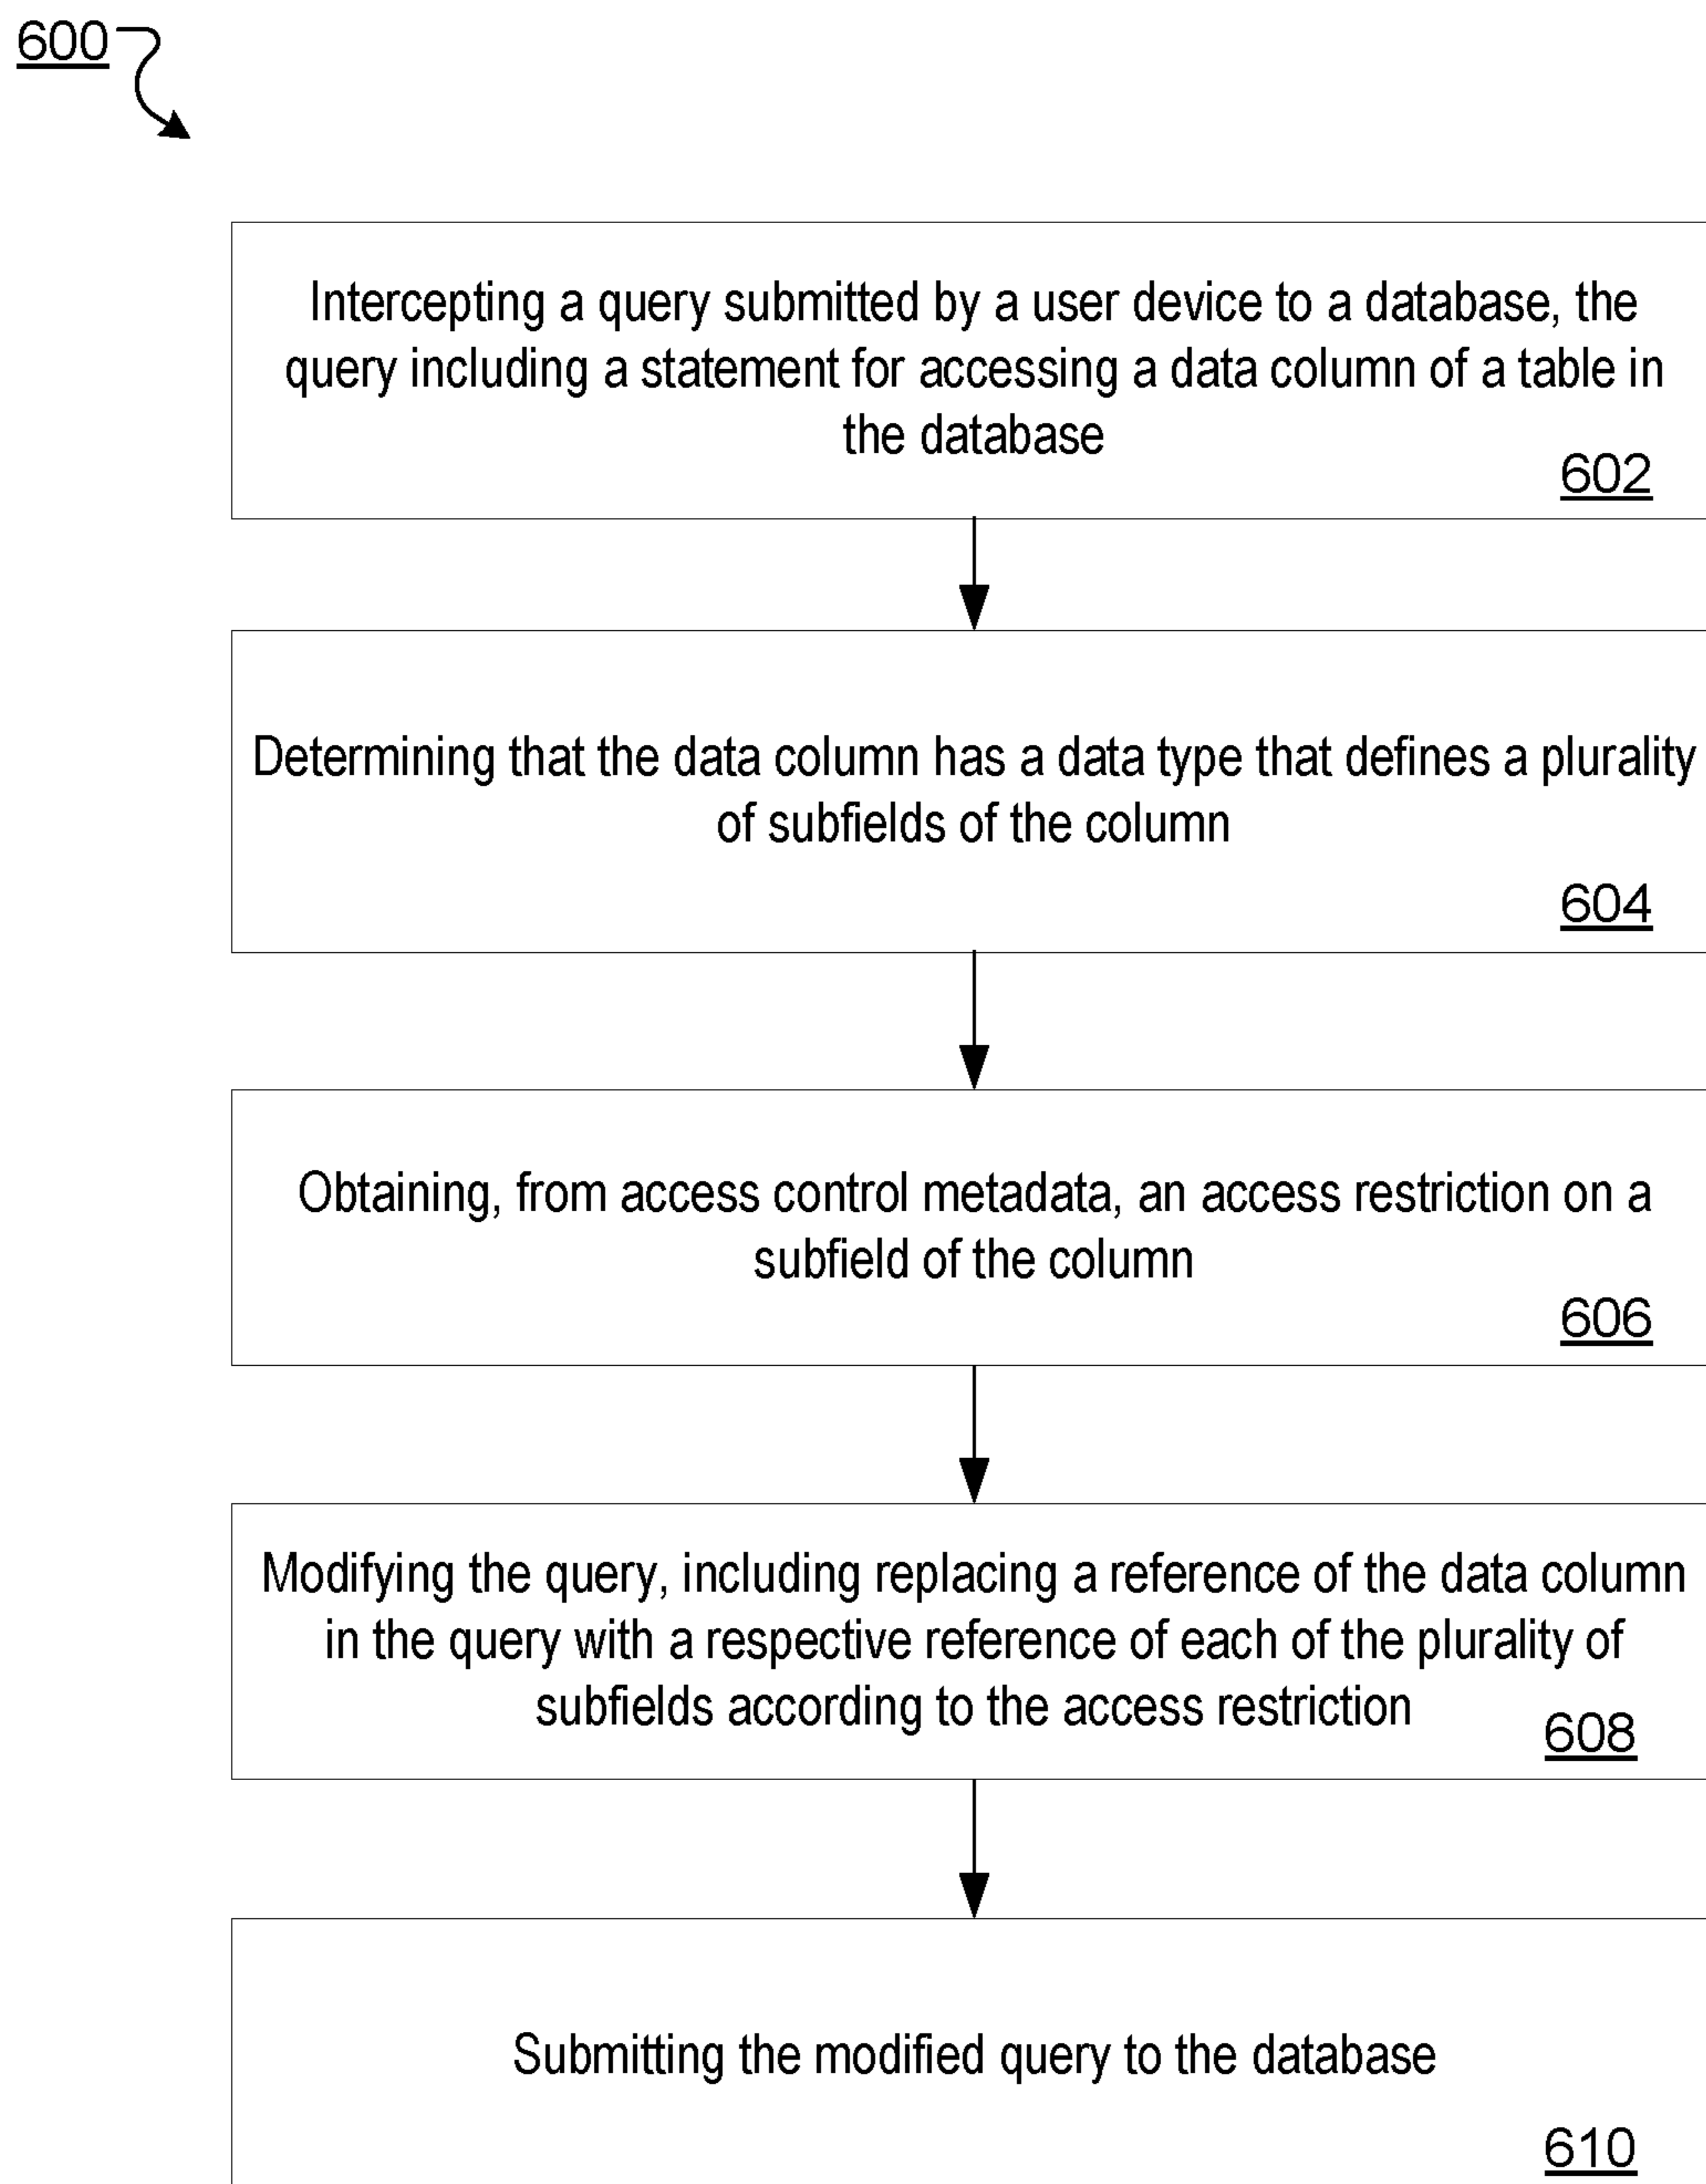 600
Intercepting a query submitted by a user device to a database, the
query including a statement for accessing a data column of a table in
the database
602
Determining that the data column has a data type that defines a plurality
of subfields of the column
604
Obtaining, from access control metadata, an access restriction on a
subfield of the column
606
Modifying the query, including replacing a reference of the data column
in the query with a respective reference of each of the plurality of
subfields according to the access restriction
608
Submitting the modified query to the database
610